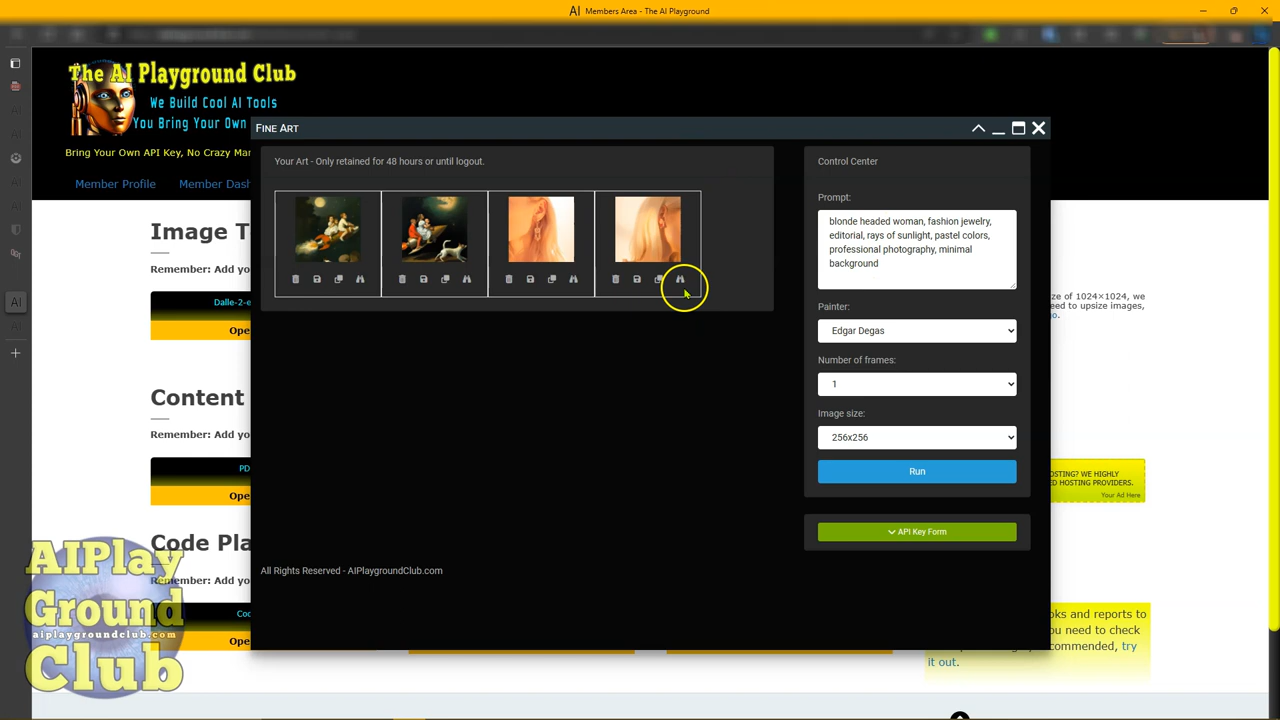 AI Members Area - The AI Playground
The AI Playground Club
We Build Cool AI Tools
You Bring Your Own
Bring Your Own API Key, No Crazy Mar
Member Profile Member Dash
FINE ART
Your Art - Only retained for 48 hours or until logout.
Control Center
Prompt:
blonde headed woman, fashion jewelry,
editorial, rays of sunlight, pastel colors,
professional photography, minimal
background
Painter:
Edgar Degas
Number of frames:
1
Image size:
256x256
Run
API Key Form
All Rights Reserved - AIPlaygroundClub.com
Image T
Remember: Add yo
Dalle-2-e
Ope
ze of 1024×1024, we
eed to upsize images,
eo.
Content
Remember: Add yo
PD
Ope
OSTING? WE HIGHLY
ED HOSTING PROVIDERS.
Your Ad Here
Code Pla
Remember: Add yo
Coo
Ope
oks and reports to
ou need to check
commended, try
it out.
AIPlay
Ground
aiplaygroundclub.com
Club